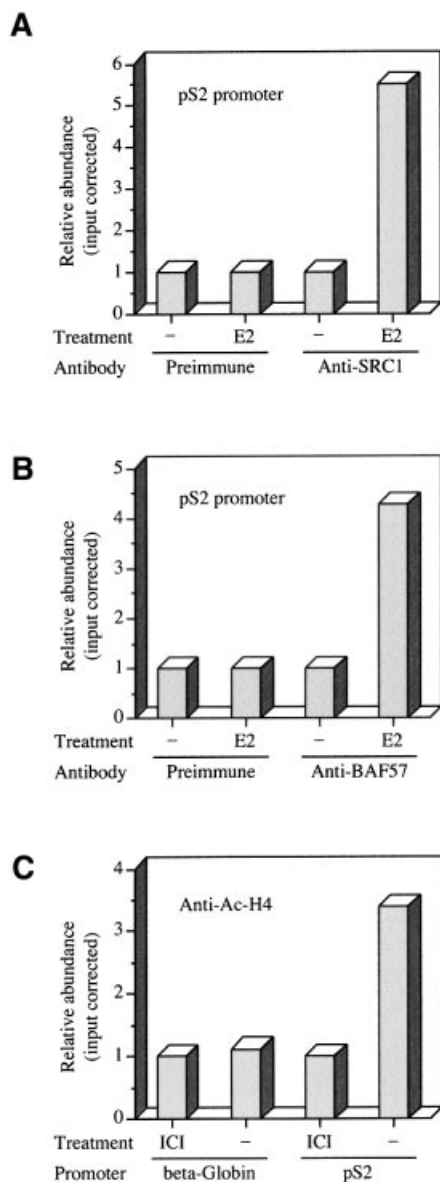 A
pS2 promoter
Relative abundance
(input corrected)
6
5
4
3
2
1
0
Treatment – E2 – E2
Antibody Preimmune Anti-SRC1
B
pS2 promoter
Relative abundance
(input corrected)
5
4
3
2
1
0
Treatment – E2 – E2
Antibody Preimmune Anti-BAF57
C
Anti-Ac-H4
Relative abundance
(input corrected)
4
3
2
1
0
Treatment ICI – ICI –
Promoter beta-Globin pS2